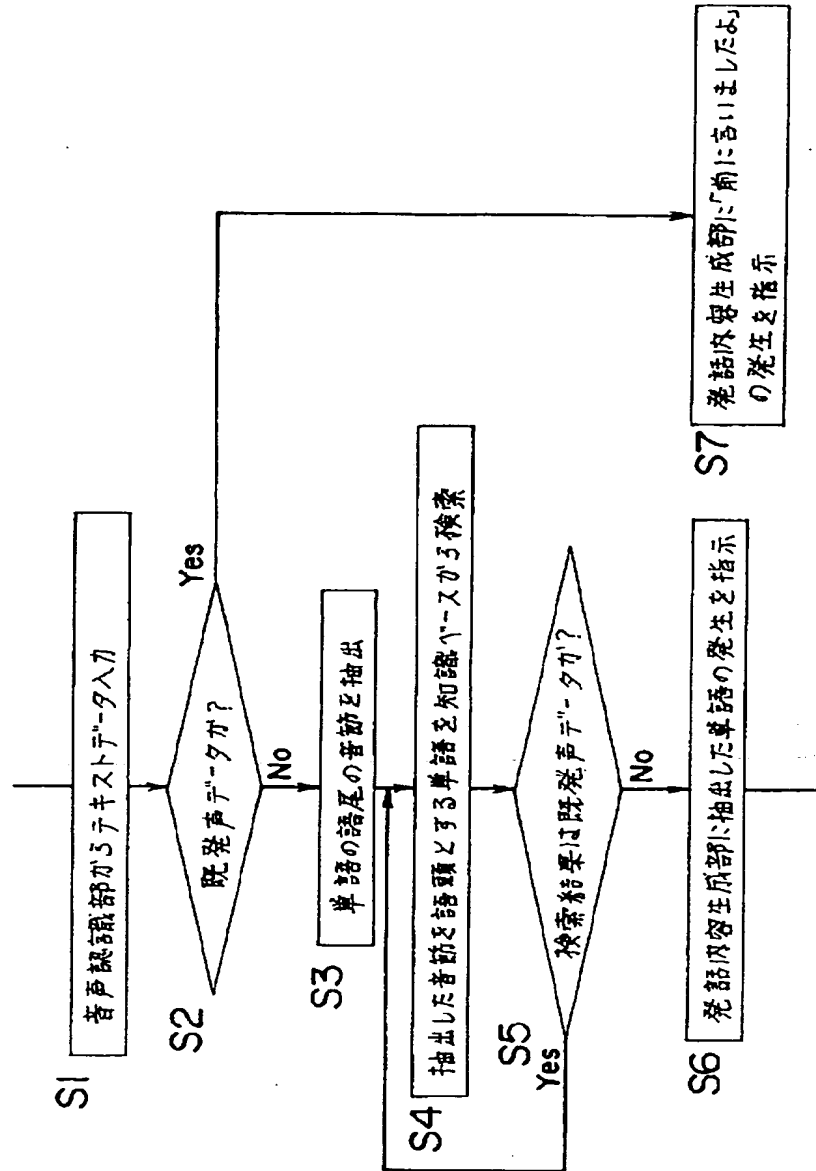 S1
音声認識部からテキストデータ入力
S2
既発声データか?
Yes
No
S3
単語の語尾の音節を抽出
S4
抽出した音節を語頭とする単語を知識ベースから検索
S5
検索結果は既発声データか?
Yes
No
S6
発話内容生成部に抽出した単語の発生を指示
S7
発話内容生成部に「前に言いましたよ」
の発生を指示